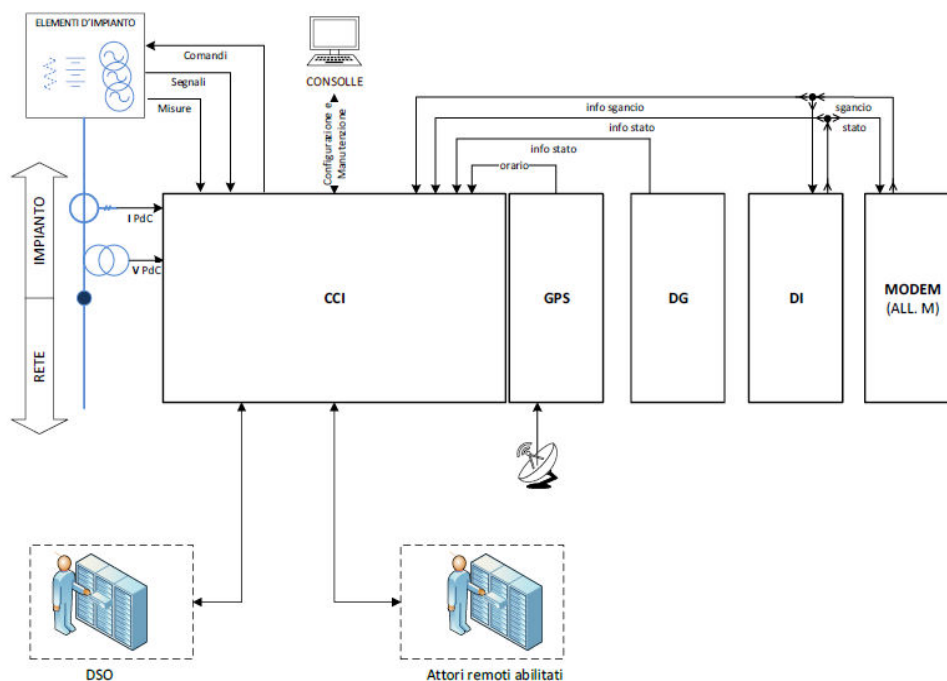 ELEMENTI D'IMPIANTO
Comandi
Segnali
Misure
CONSOLLE
Configurazione e
Manutenzione
info sgancio
sgancio
info stato
stato
info stato
orario
IMPIANTO
RETE
I PdC
V PdC
CCI
GPS
DG
DI
MODEM
(ALL. M)
DSO
Attori remoti abilitati